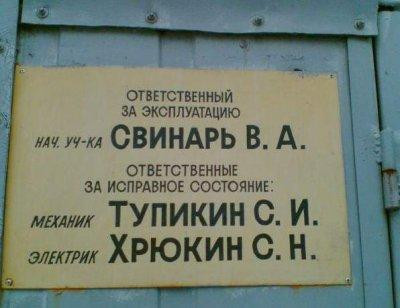 ОТВЕТСТВЕННЫЙ
ЗА ЭКСПЛУАТАЦИЮ
НАЧ. УЧ-КА СВИНАРЬ В. А.
ОТВЕТСТВЕННЫЕ
ЗА ИСПРАВНОЕ СОСТОЯНИЕ:
МЕХАНИК ТУПИКИН С. И.
ЭЛЕКТРИК ХРЮКИН С. Н.